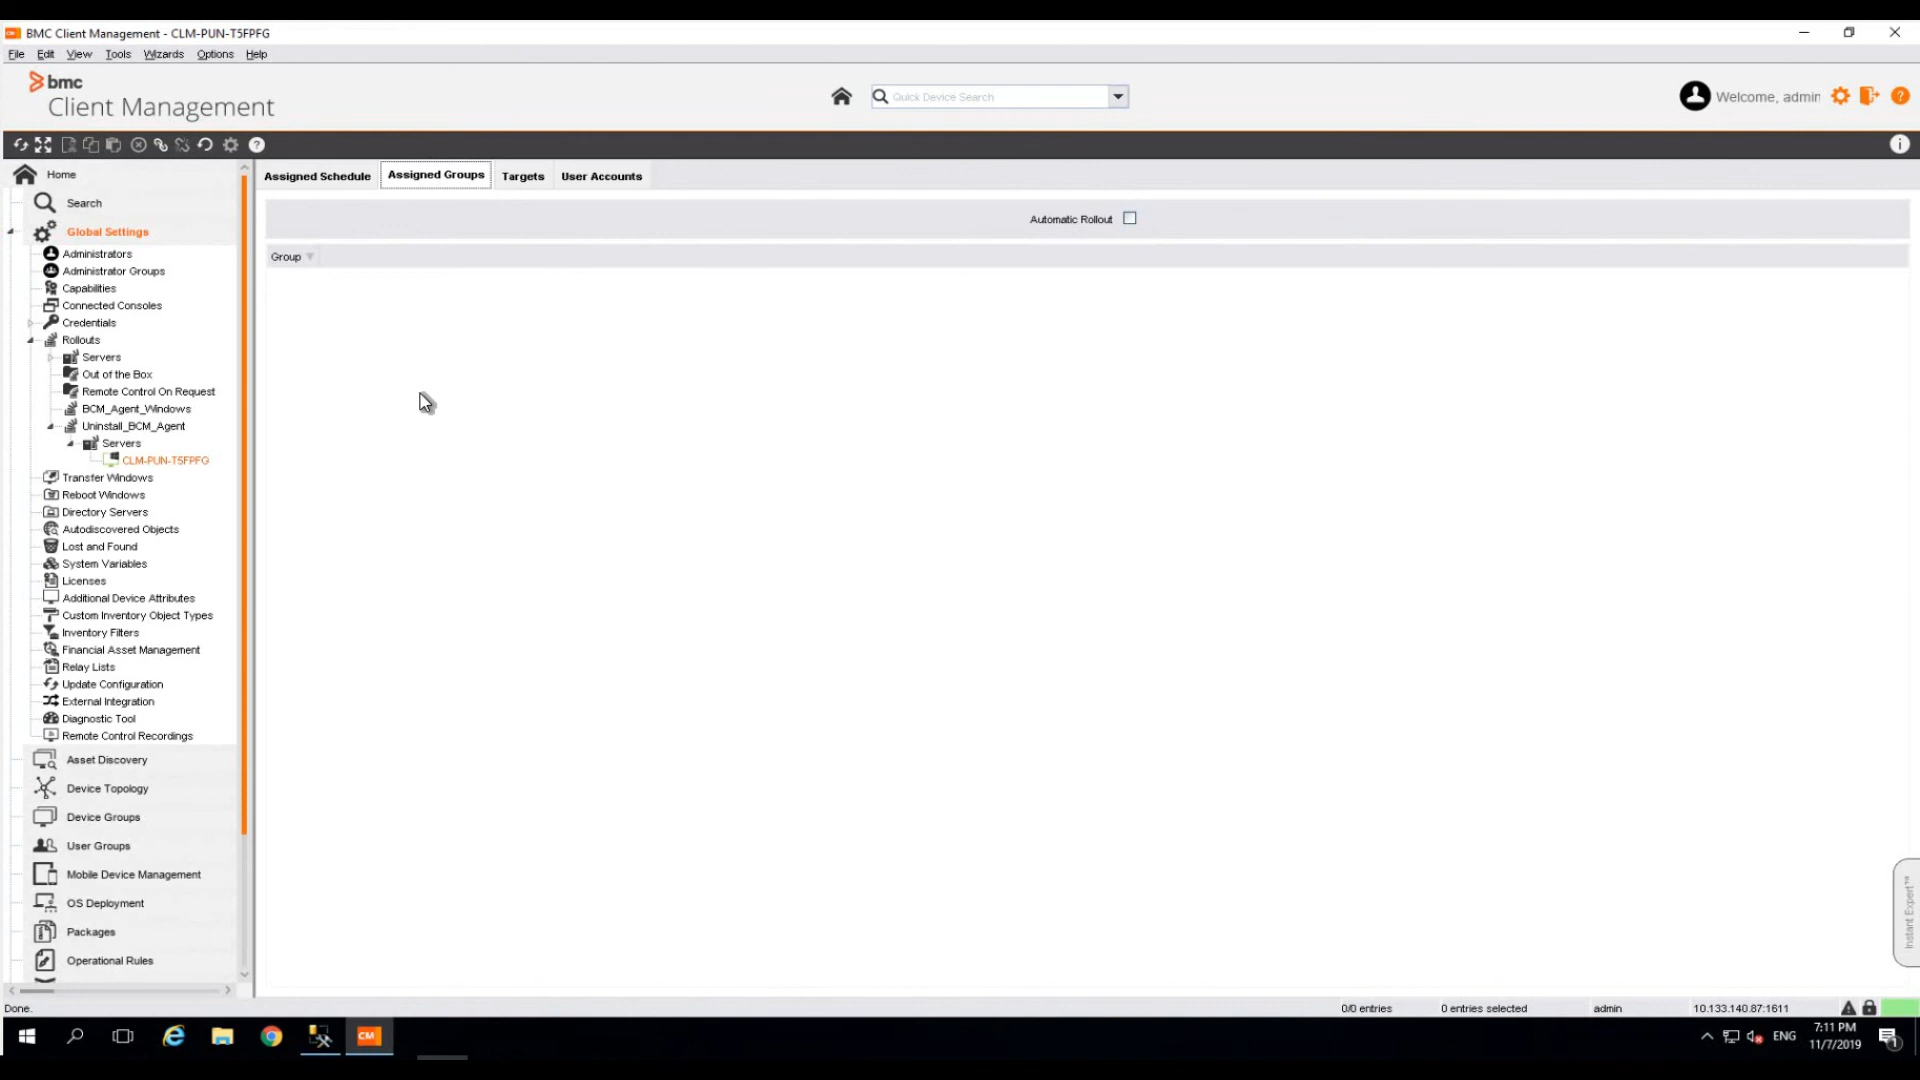 BMC Client Management - CLM-PUN-T5FPFG
File Edit View Tools Wizards Options Help
bmc
Client Management
Quick Device Search
Welcome, admin
Home
Search
Global Settings
Administrators
Administrator Groups
Capabilities
Connected Consoles
Credentials
Rollouts
Servers
Out of the Box
Remote Control On Request
BCM_Agent_Windows
Uninstall_BCM_Agent
Servers
CLM-PUN-T5FPFG
Transfer Windows
Reboot Windows
Directory Servers
Autodiscovered Objects
Lost and Found
System Variables
Licenses
Additional Device Attributes
Custom Inventory Object Types
Inventory Filters
Financial Asset Management
Relay Lists
Update Configuration
External Integration
Diagnostic Tool
Remote Control Recordings
Asset Discovery
Device Topology
Device Groups
User Groups
Mobile Device Management
OS Deployment
Packages
Operational Rules
Assigned Schedule Assigned Groups Targets User Accounts
Automatic Rollout
Group
Instant Expert™
Done. 0/0 entries 0 entries selected admin 10.133.140.87:1611
CM
ENG
7:11 PM
11/7/2019
1